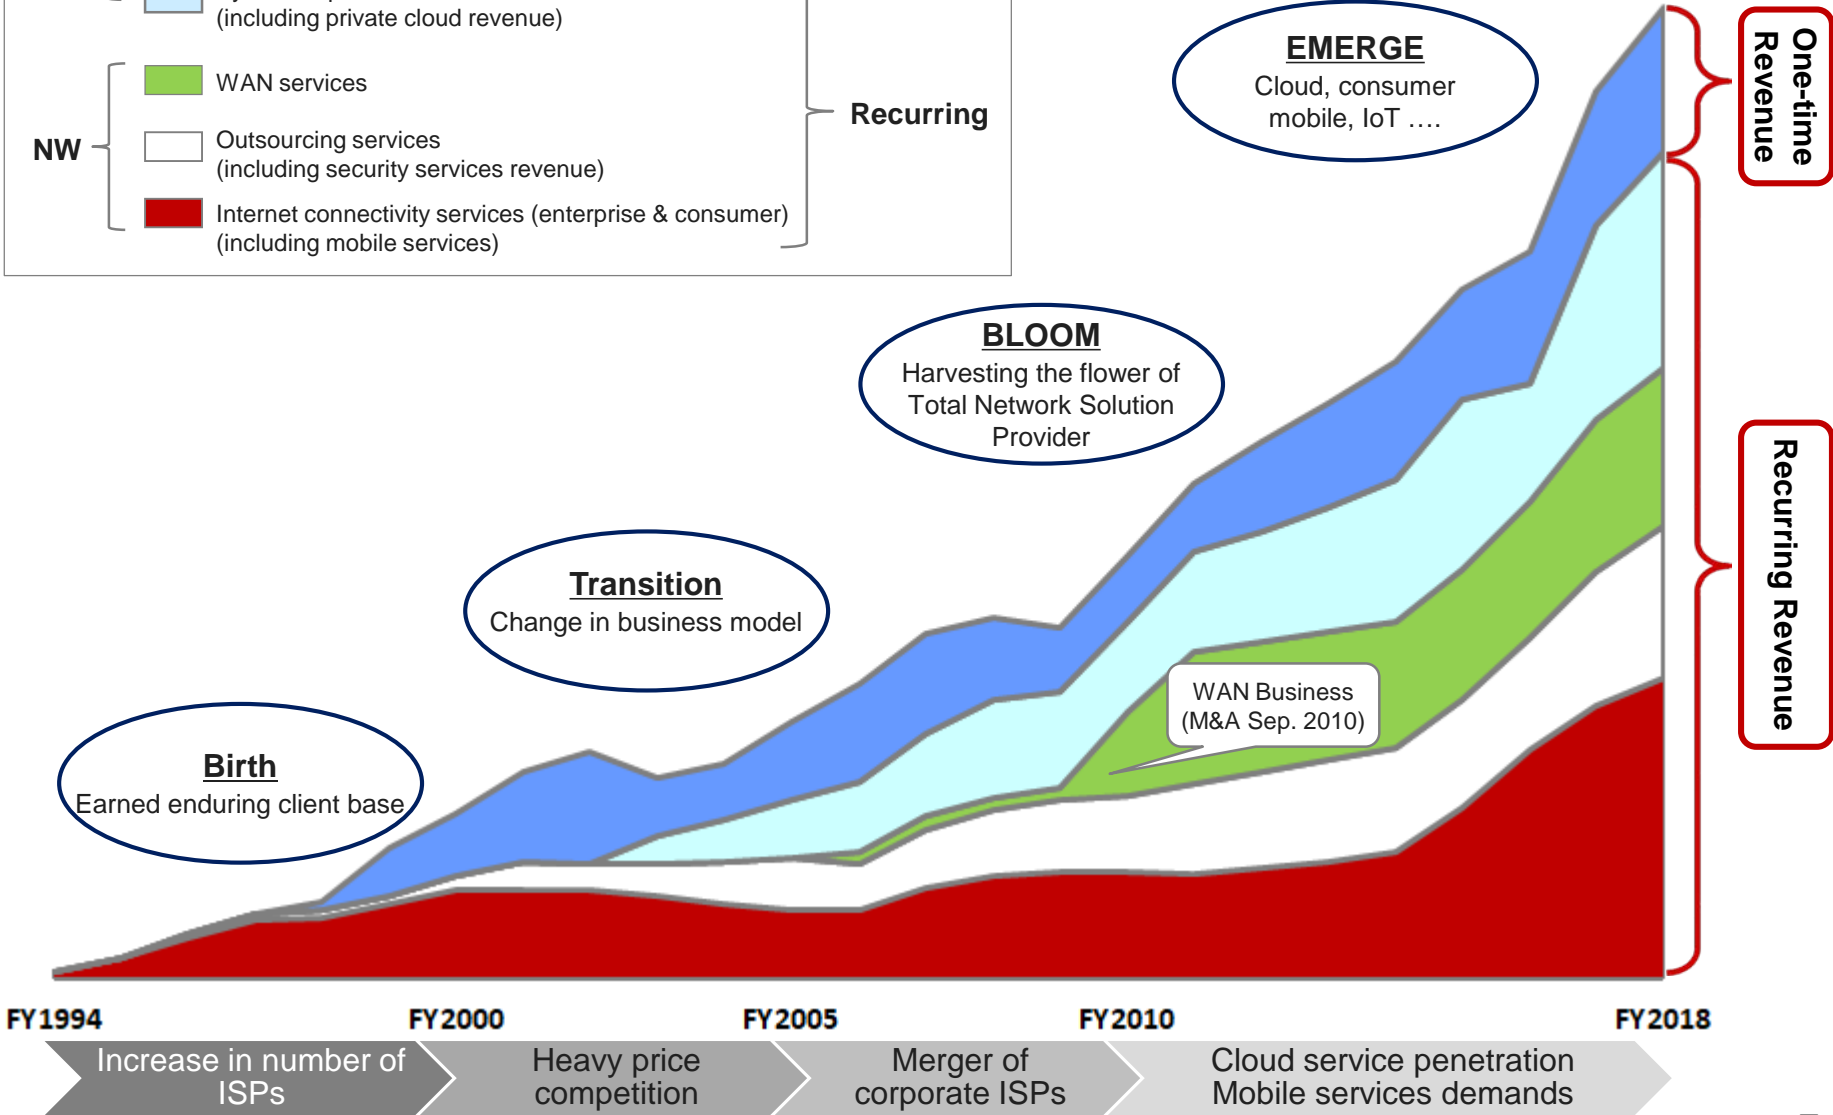 (including private cloud revenue)
WAN services
Outsourcing services
(including security services revenue)
Internet connectivity services (enterprise & consumer)
(including mobile services)
NW
Recurring
EMERGE
Cloud, consumer
mobile, IoT ….
One-time
Revenue
BLOOM
Harvesting the flower of
Total Network Solution
Provider
Recurring Revenue
Transition
Change in business model
WAN Business
(M&A Sep. 2010)
Birth
Earned enduring client base
FY1994
FY2000
FY2005
FY2010
FY2018
Increase in number of
ISPs
Heavy price
competition
Merger of
corporate ISPs
Cloud service penetration
Mobile services demands